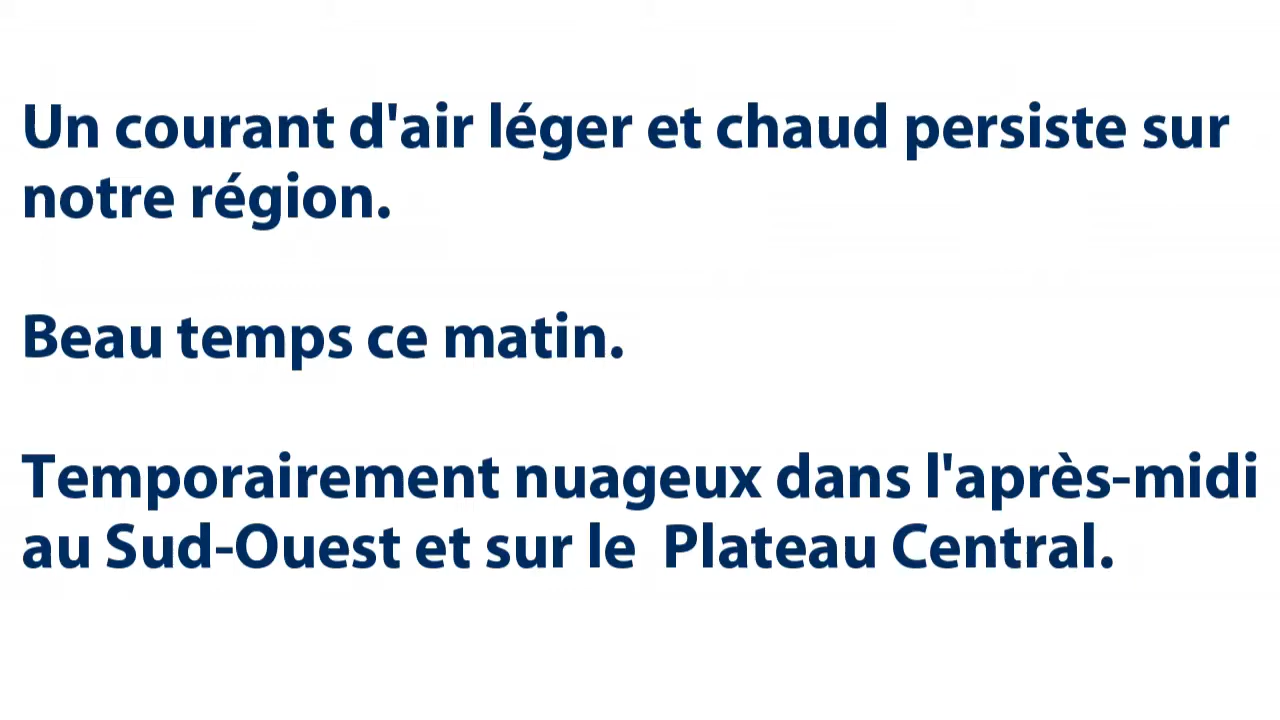 Un courant d'air léger et chaud persiste sur
notre région.
Beau temps ce matin.
Temporairement nuageux dans l'après-midi
au Sud-Ouest et sur le  Plateau Central.